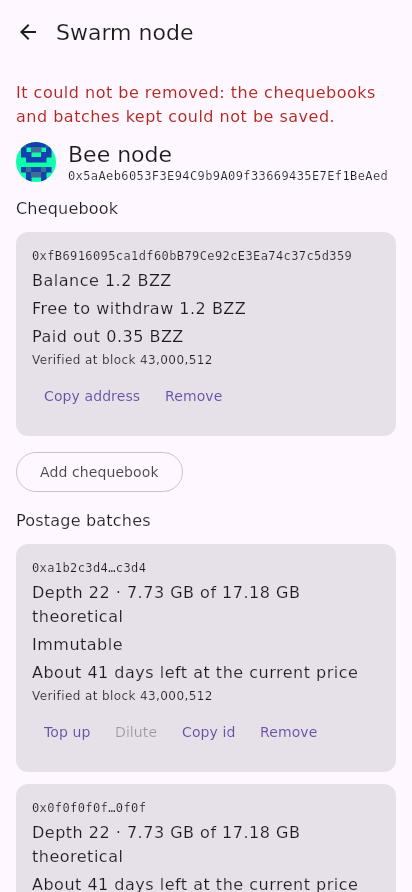 Swarm node
It could not be removed: the chequebooks
and batches kept could not be saved.
Bee node
0x5aAeb6053F3E94C9b9A09f33669435E7Ef1BeAed
Chequebook
0xfB6916095ca1df60bB79Ce92cE3Ea74c37c5d359
Balance 1.2 BZZ
Free to withdraw 1.2 BZZ
Paid out 0.35 BZZ
Verified at block 43,000,512
Copy address Remove
Add chequebook
Postage batches
0xa1b2c3d4…c3d4
Depth 22 · 7.73 GB of 17.18 GB
theoretical
Immutable
About 41 days left at the current price
Verified at block 43,000,512
Top up Dilute Copy id Remove
0x0f0f0f0f…0f0f
Depth 22 · 7.73 GB of 17.18 GB
theoretical
About 41 days left at the current price